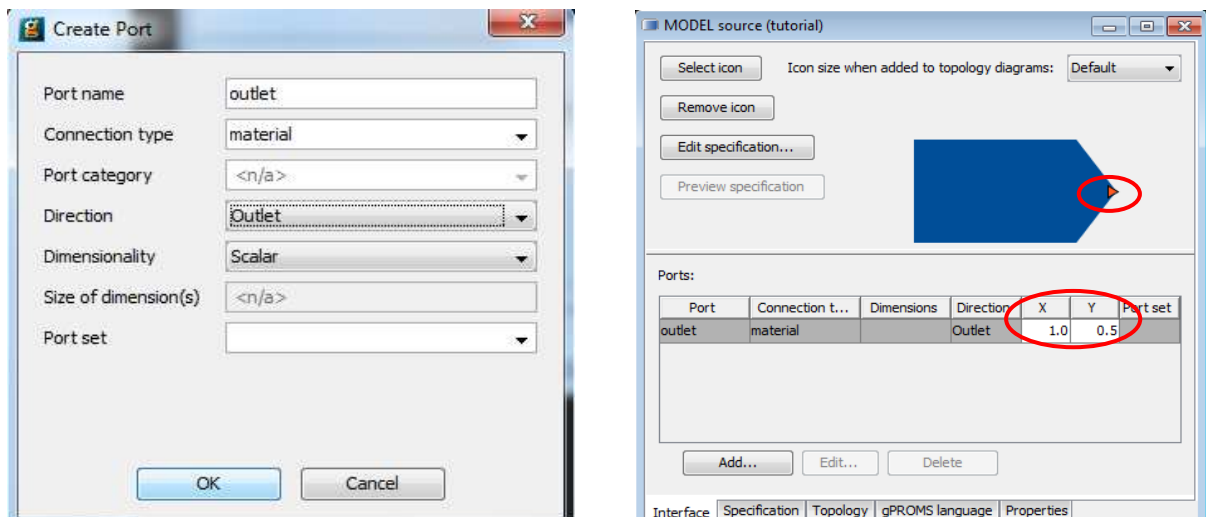 Create Port
Port name outlet
Connection type material
Port category <n/a>
Direction Outlet
Dimensionality Scalar
Size of dimension(s) <n/a>
Port set
OK Cancel
MODEL source (tutorial)
Select icon Icon size when added to topology diagrams: Default
Remove icon
Edit specification...
Preview specification
Ports:
Port Connection t... Dimensions Direction X Y Port set
outlet material Outlet 1.0 0.5
Add... Edit... Delete
Interface Specification Topology gPROMS language Properties